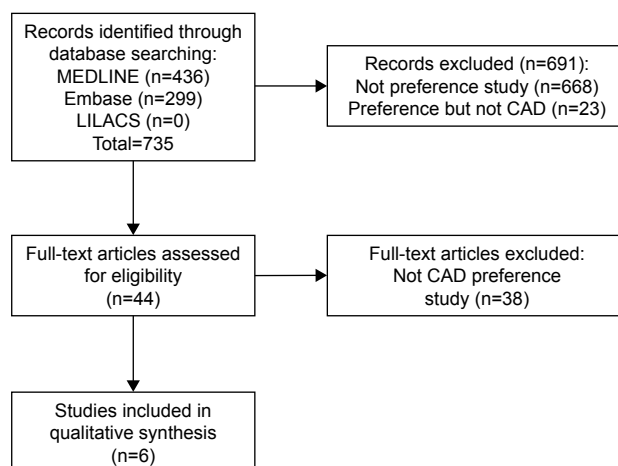 Records identified through
database searching:
MEDLINE (n=436)
Embase (n=299)
LILACS (n=0)
Total=735
Records excluded (n=691):
Not preference study (n=668)
Preference but not CAD (n=23)
Full-text articles assessed
for eligibility
(n=44)
Full-text articles excluded:
Not CAD preference
study (n=38)
Studies included in
qualitative synthesis
(n=6)